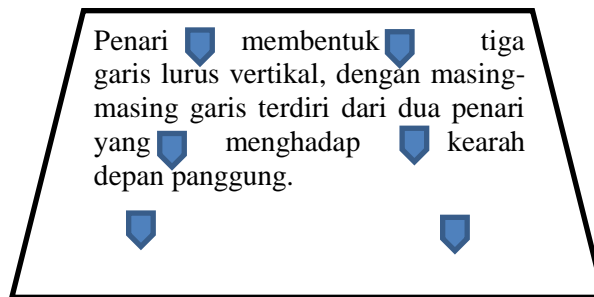 Penari membentuk tiga
garis lurus vertikal, dengan masing-
masing garis terdiri dari dua penari
yang menghadap kearah
depan panggung.